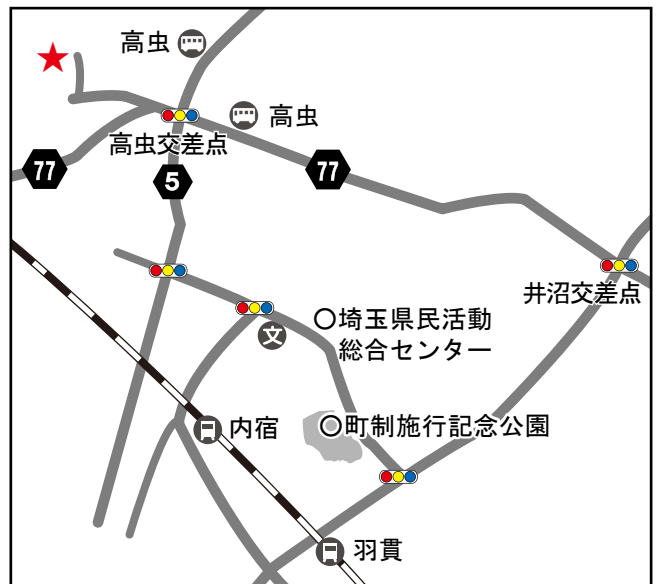 高虫
高虫
高虫交差点
77
5
77
井沼交差点
文
埼玉県民活動
総合センター
町制施行記念公園
内宿
羽貫